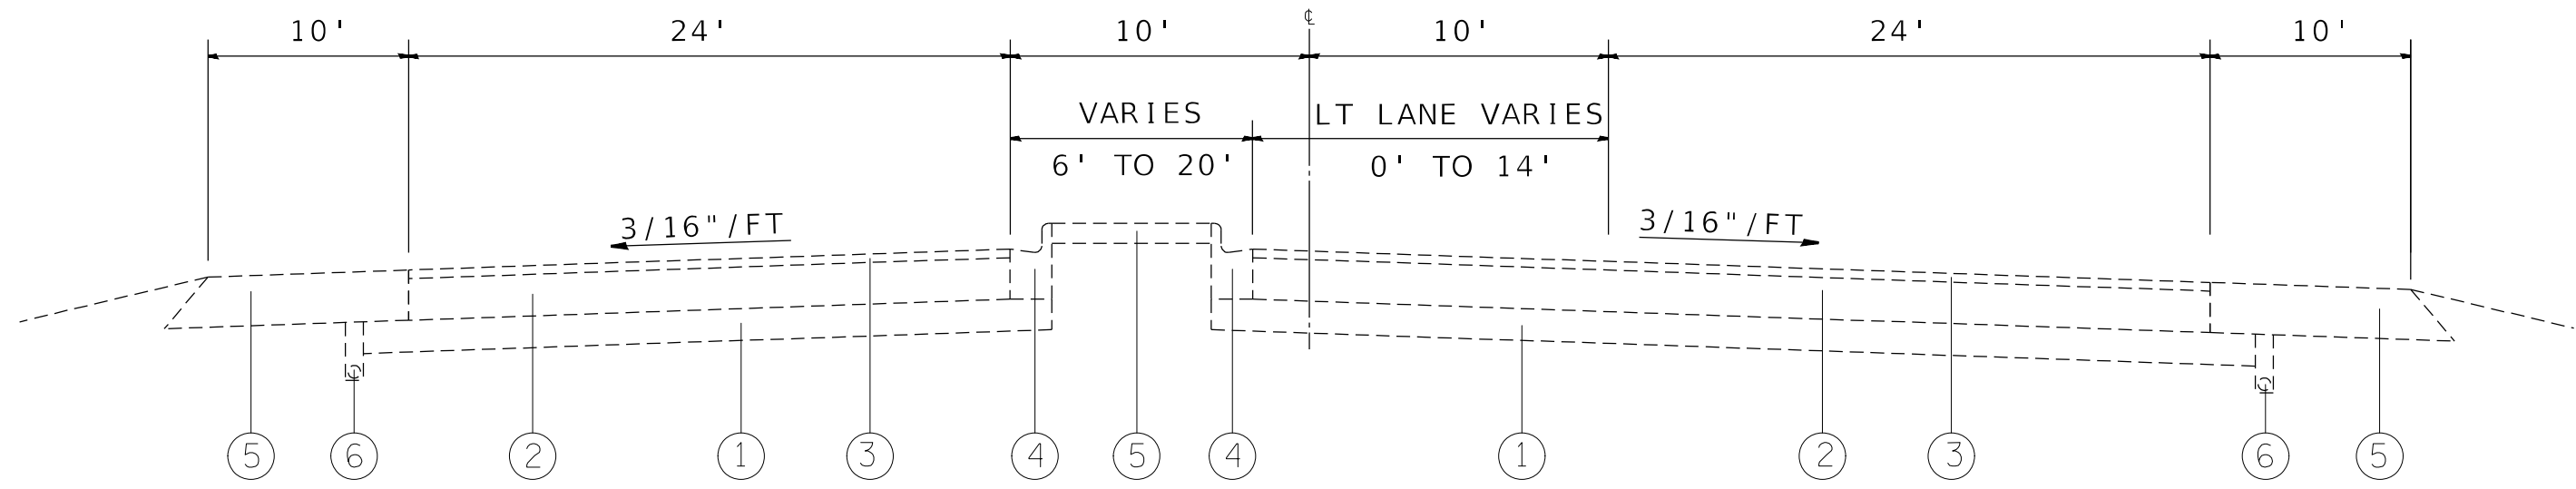 10' 24' 10' ℄ 10' 24' 10'
VARIES LT LANE VARIES
6' TO 20' 0' TO 14'
3/16"/FT 3/16"/FT
5 6 2 1 3 4 5 4 1 2 3 6 5